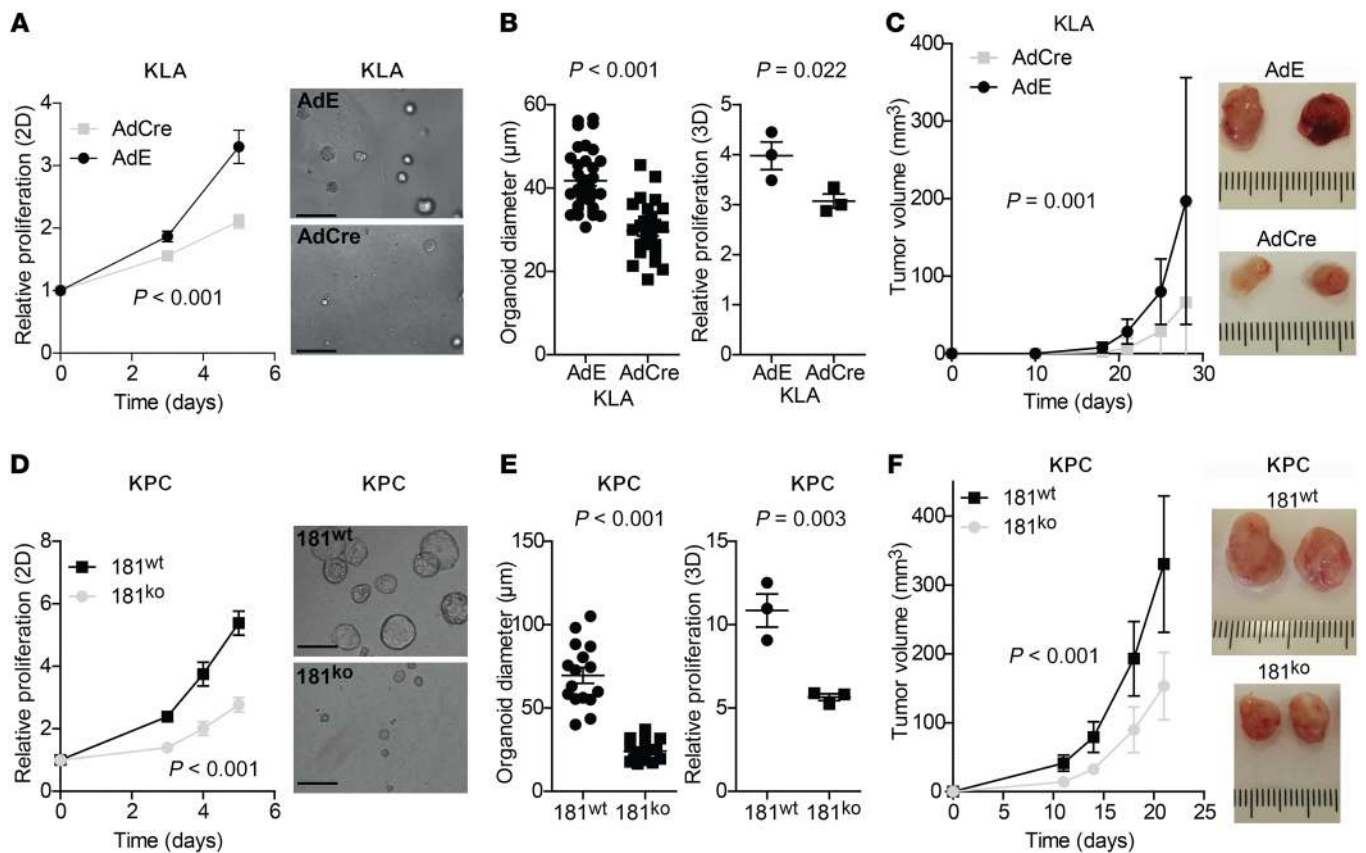 A
KLA
Relative proliferation (2D)
4
3
2
1
0
2
4
6
Time (days)
AdCre
AdE
P < 0.001
KLA
AdE
AdCre
B
P < 0.001
Organoid diameter (µm)
60
40
20
0
AdE AdCre
KLA
P = 0.022
Relative proliferation (3D)
5
4
3
2
1
0
AdE AdCre
KLA
C
KLA
AdCre
AdE
Tumor volume (mm³)
400
300
200
100
0
P = 0.001
0
10
20
30
Time (days)
AdE
AdCre
D
KPC
Relative proliferation (2D)
8
6
4
2
0
181wt
181ko
P < 0.001
0
2
4
6
Time (days)
KPC
181wt
181ko
E
KPC
P < 0.001
Organoid diameter (µm)
150
100
50
0
181wt 181ko
KPC
P = 0.003
Relative proliferation (3D)
15
10
5
0
181wt 181ko
F
KPC
181wt
181ko
Tumor volume (mm³)
400
300
200
100
0
P < 0.001
0
5
10
15
20
25
Time (days)
KPC
181wt
181ko